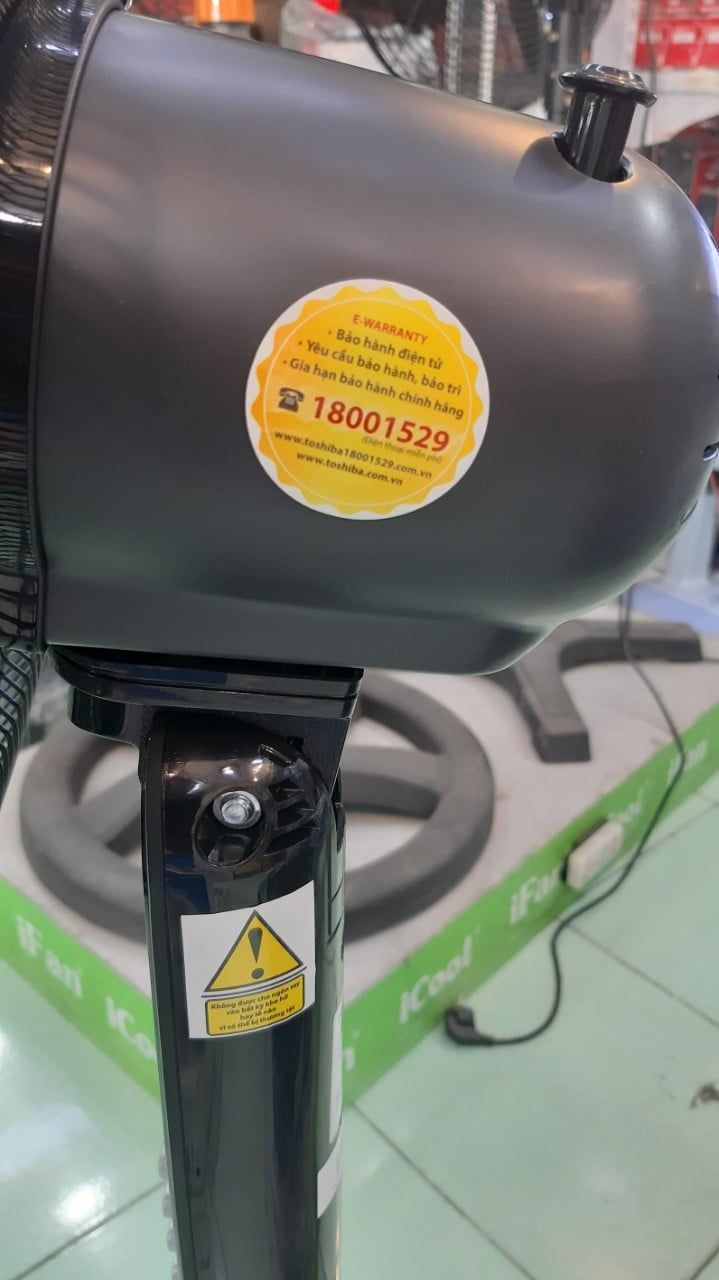 E-WARRANTY
• Bảo hành điện tử
• Yêu cầu bảo hành, bảo trì
• Gia hạn bảo hành chính hãng
18001529
(Điện thoại miễn phí)
www.toshiba18001529.com.vn
www.toshiba.com.vn
Không được cho ngón tay
vào bất kỳ khe hở
hay lỗ nào
vì có thể bị thương tật
iFan iCool iFan